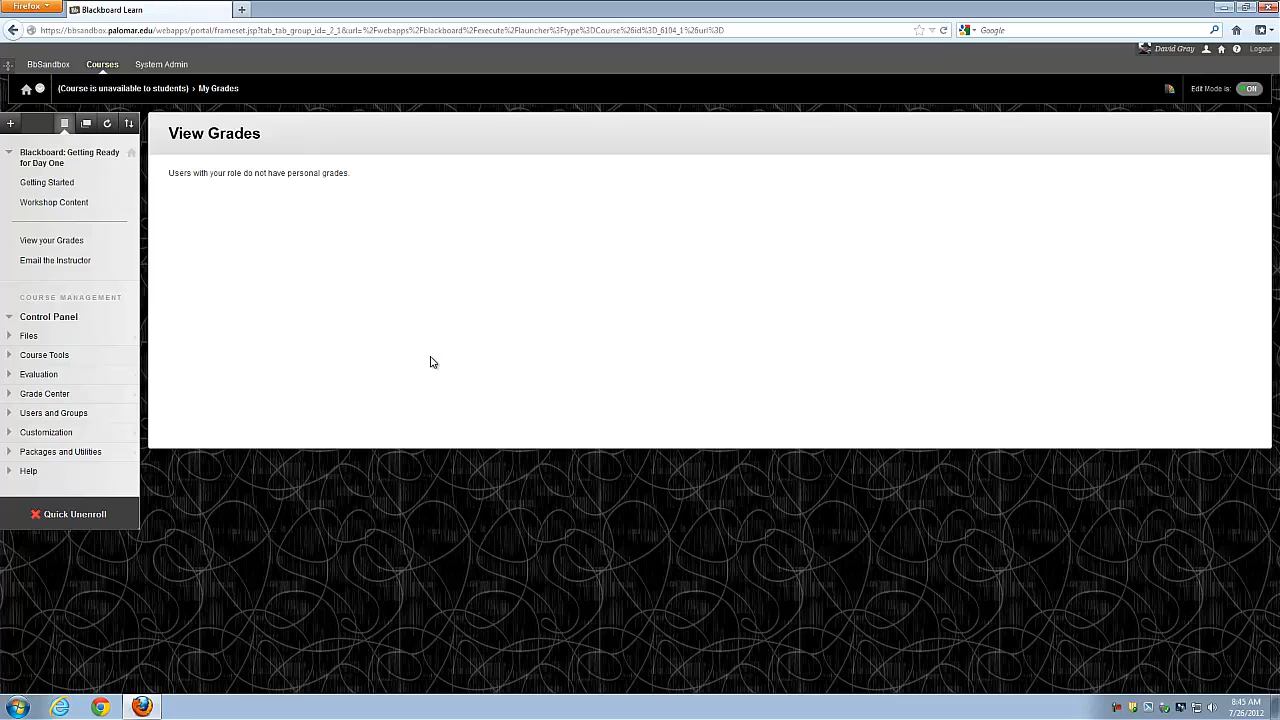 Firefox
Blackboard Learn
https://bbsandbox.palomar.edu/webapps/portal/frameset.jsp?tab_tab_group_id=_2_1&url=%2Fwebapps%2Fblackboard%2Fexecute%2Flauncher%3Ftype%3DCourse%26id%3D_6104_1%26url%3D
Google
David Gray
Logout
BbSandbox
Courses
System Admin
(Course is unavailable to students) › My Grades
Edit Mode is:
Off
View Grades
Users with your role do not have personal grades.
Blackboard: Getting Ready
for Day One
Getting Started
Workshop Content
View your Grades
Email the Instructor
COURSE MANAGEMENT
Control Panel
Files
Course Tools
Evaluation
Grade Center
Users and Groups
Customization
Packages and Utilities
Help
Quick Unenroll
8:45 AM
7/26/2012